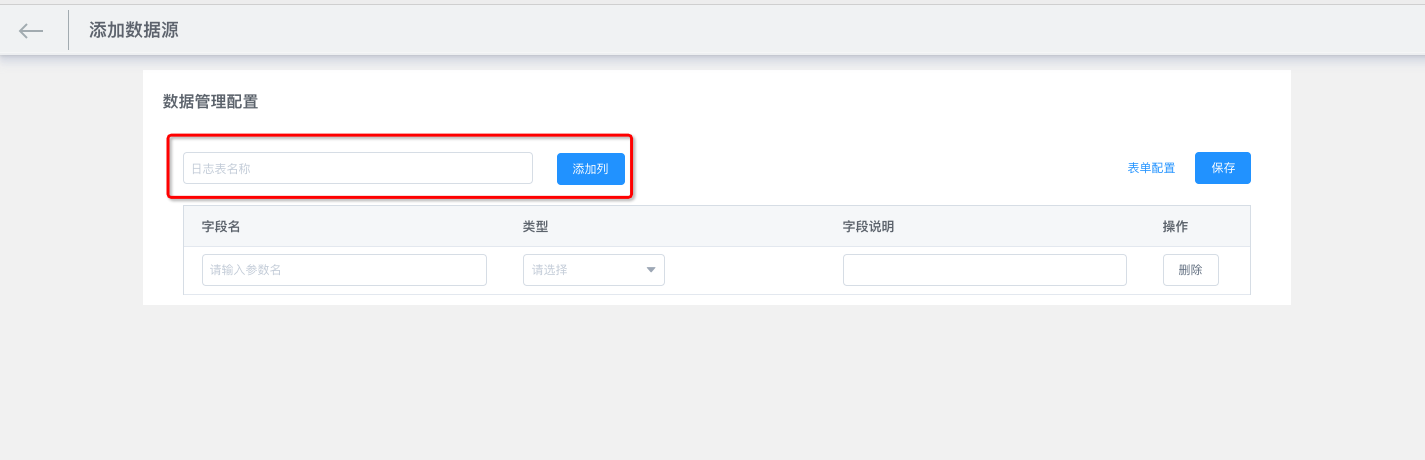 添加数据源
数据管理配置
日志表名称 添加列 表单配置 保存
字段名 类型 字段说明 操作
请输入参数名 请选择 删除